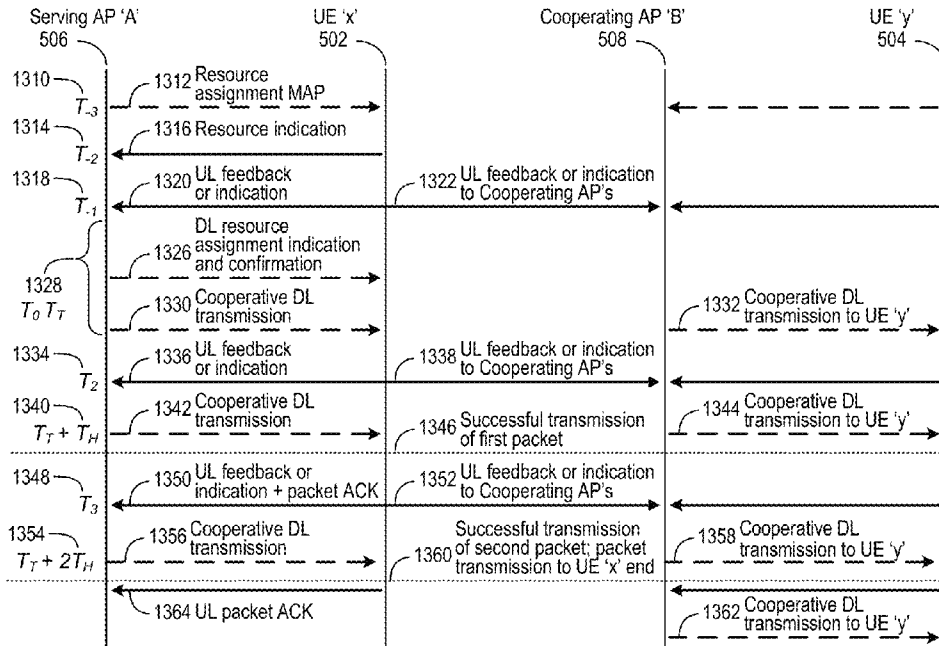 Serving AP 'A'
506
UE 'x'
502
Cooperating AP 'B'
508
UE 'y'
504
1310
T-3
1312 Resource
assignment MAP
1314
T-2
1316 Resource indication
1318
T-1
1320 UL feedback
or indication
1322 UL feedback or indication
to Cooperating AP's
1328
T0 TT
1326 DL resource
assignment indication
and confirmation
1330 Cooperative DL
transmission
1332 Cooperative DL
transmission to UE 'y'
1334
T2
1336 UL feedback
or indication
1338 UL feedback or indication
to Cooperating AP's
1340
TT + TH
1342 Cooperative DL
transmission
1346 Successful transmission
of first packet
1344 Cooperative DL
transmission to UE 'y'
1348
T3
1350 UL feedback or
indication + packet ACK
1352 UL feedback or indication
to Cooperating AP's
1354
TT + 2TH
1356 Cooperative DL
transmission
1360 Successful transmission
of second packet; packet
transmission to UE 'x' end
1358 Cooperative DL
transmission to UE 'y'
1364 UL packet ACK
1362 Cooperative DL
transmission to UE 'y'